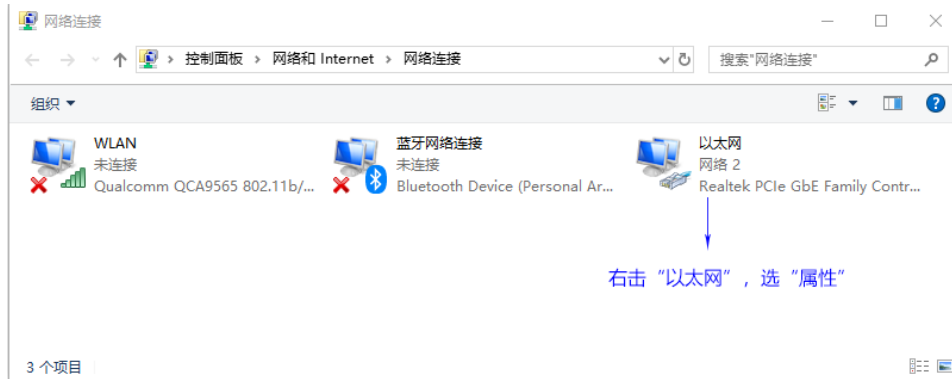 网络连接
控制面板 > 网络和 Internet > 网络连接
搜索"网络连接"
组织
WLAN
未连接
Qualcomm QCA9565 802.11b/...
蓝牙网络连接
未连接
Bluetooth Device (Personal Ar...
以太网
网络 2
Realtek PCIe GbE Family Contr...
右击“以太网”，选“属性”
3 个项目